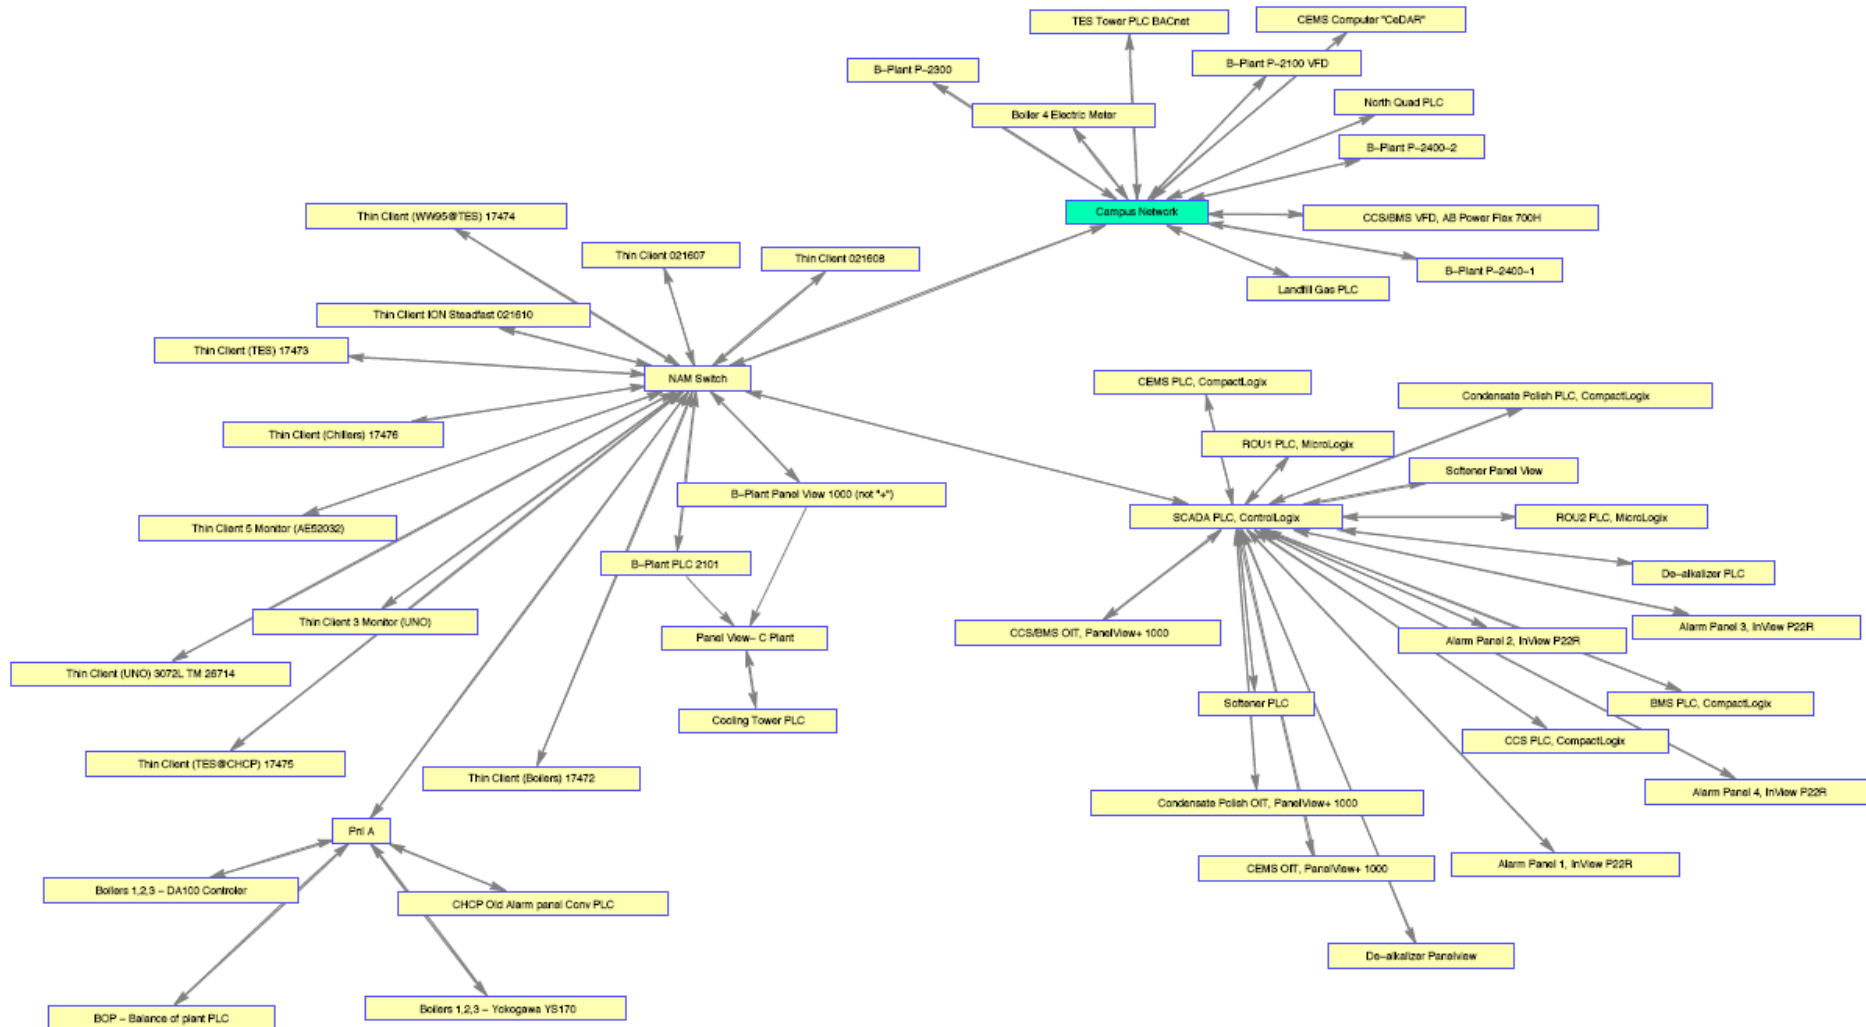 TES Tower PLC BACnet
CEMS Computer "CeDAR"
B-Plant P-2300
B-Plant P-2100 VFD
Boiler 4 Electric Meter
North Quad PLC
B-Plant P-2400-2
Campus Network
CCS/BMS VFD, AB Power Flex 700H
Thin Client (WW95@TES) 17474
Thin Client 021607
Thin Client 021608
B-Plant P-2400-1
Landfill Gas PLC
Thin Client ION Steadfast 021610
Thin Client (TES) 17473
NAM Switch
CEMS PLC, CompactLogix
Condensate Polish PLC, CompactLogix
Thin Client (Chillers) 17476
ROU1 PLC, MicroLogix
Softener Panel View
B-Plant Panel View 1000 (not "+")
Thin Client 5 Monitor (AE52032)
SCADA PLC, ControlLogix
ROU2 PLC, MicroLogix
B-Plant PLC 2101
De-alkalizer PLC
Thin Client 3 Monitor (UNO)
Panel View- C Plant
CCS/BMS OIT, PanelView+ 1000
Alarm Panel 2, InView P22R
Alarm Panel 3, InView P22R
Thin Client (UNO) 3072L TM 26714
Softener PLC
BMS PLC, CompactLogix
Cooling Tower PLC
CCS PLC, CompactLogix
Thin Client (TES@CHCP) 17475
Thin Client (Boilers) 17472
Alarm Panel 4, InView P22R
Condensate Polish OIT, PanelView+ 1000
Pnl A
CEMS OIT, PanelView+ 1000
Alarm Panel 1, InView P22R
Boilers 1,2,3 - DA100 Controler
CHCP Old Alarm panel Conv PLC
De-alkalizer Panelview
BOP - Balance of plant PLC
Boilers 1,2,3 - Yokogawa YS170